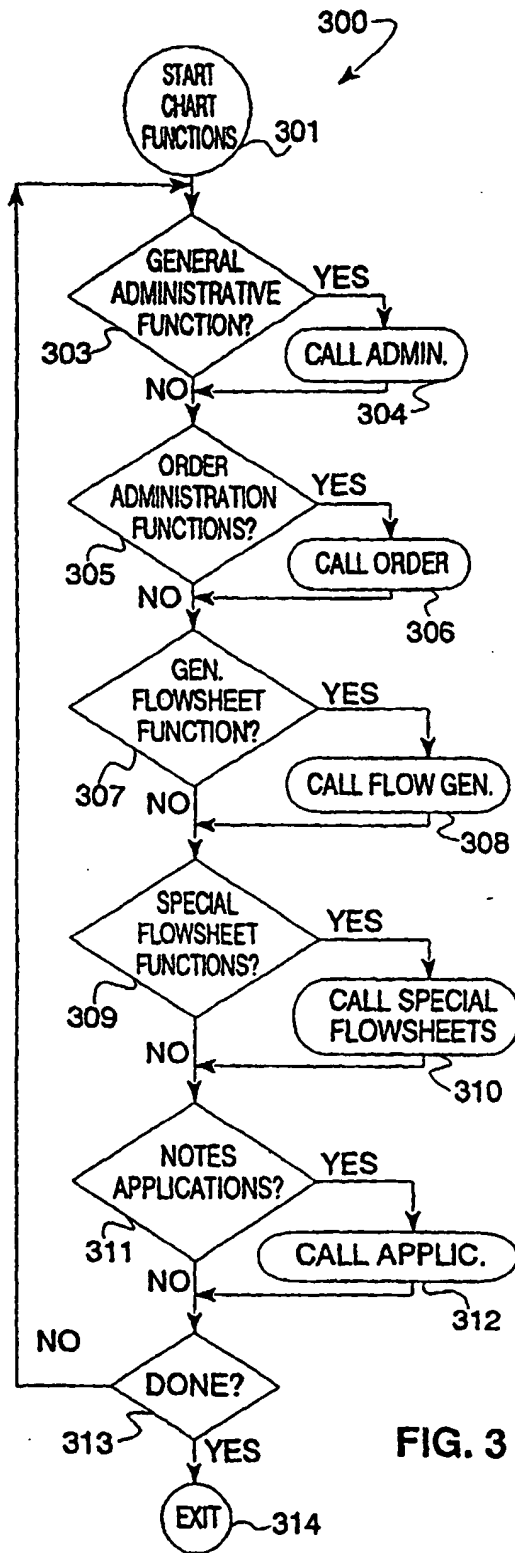 300
START
CHART
FUNCTIONS
301
GENERAL
ADMINISTRATIVE
FUNCTION?
YES
303
CALL ADMIN.
NO
304
ORDER
ADMINISTRATION
FUNCTIONS?
YES
305
CALL ORDER
NO
306
GEN.
FLOWSHEET
FUNCTION?
YES
307
CALL FLOW GEN.
NO
308
SPECIAL
FLOWSHEET
FUNCTIONS?
YES
309
CALL SPECIAL
FLOWSHEETS
NO
310
NOTES
APPLICATIONS?
YES
311
CALL APPLIC.
NO
312
NO
DONE?
313
YES
FIG. 3
EXIT
314